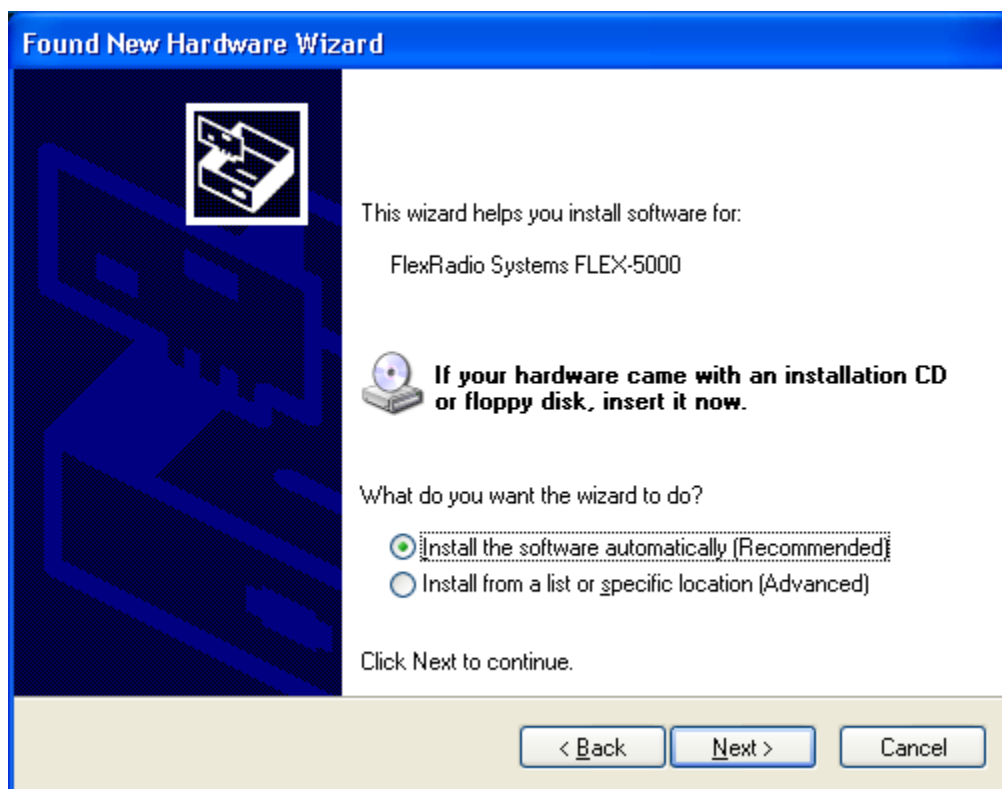 Found New Hardware Wizard
This wizard helps you install software for:
FlexRadio Systems FLEX-5000
If your hardware came with an installation CD
or floppy disk, insert it now.
What do you want the wizard to do?
Install the software automatically (Recommended)
Install from a list or specific location (Advanced)
Click Next to continue.
< Back
Next >
Cancel